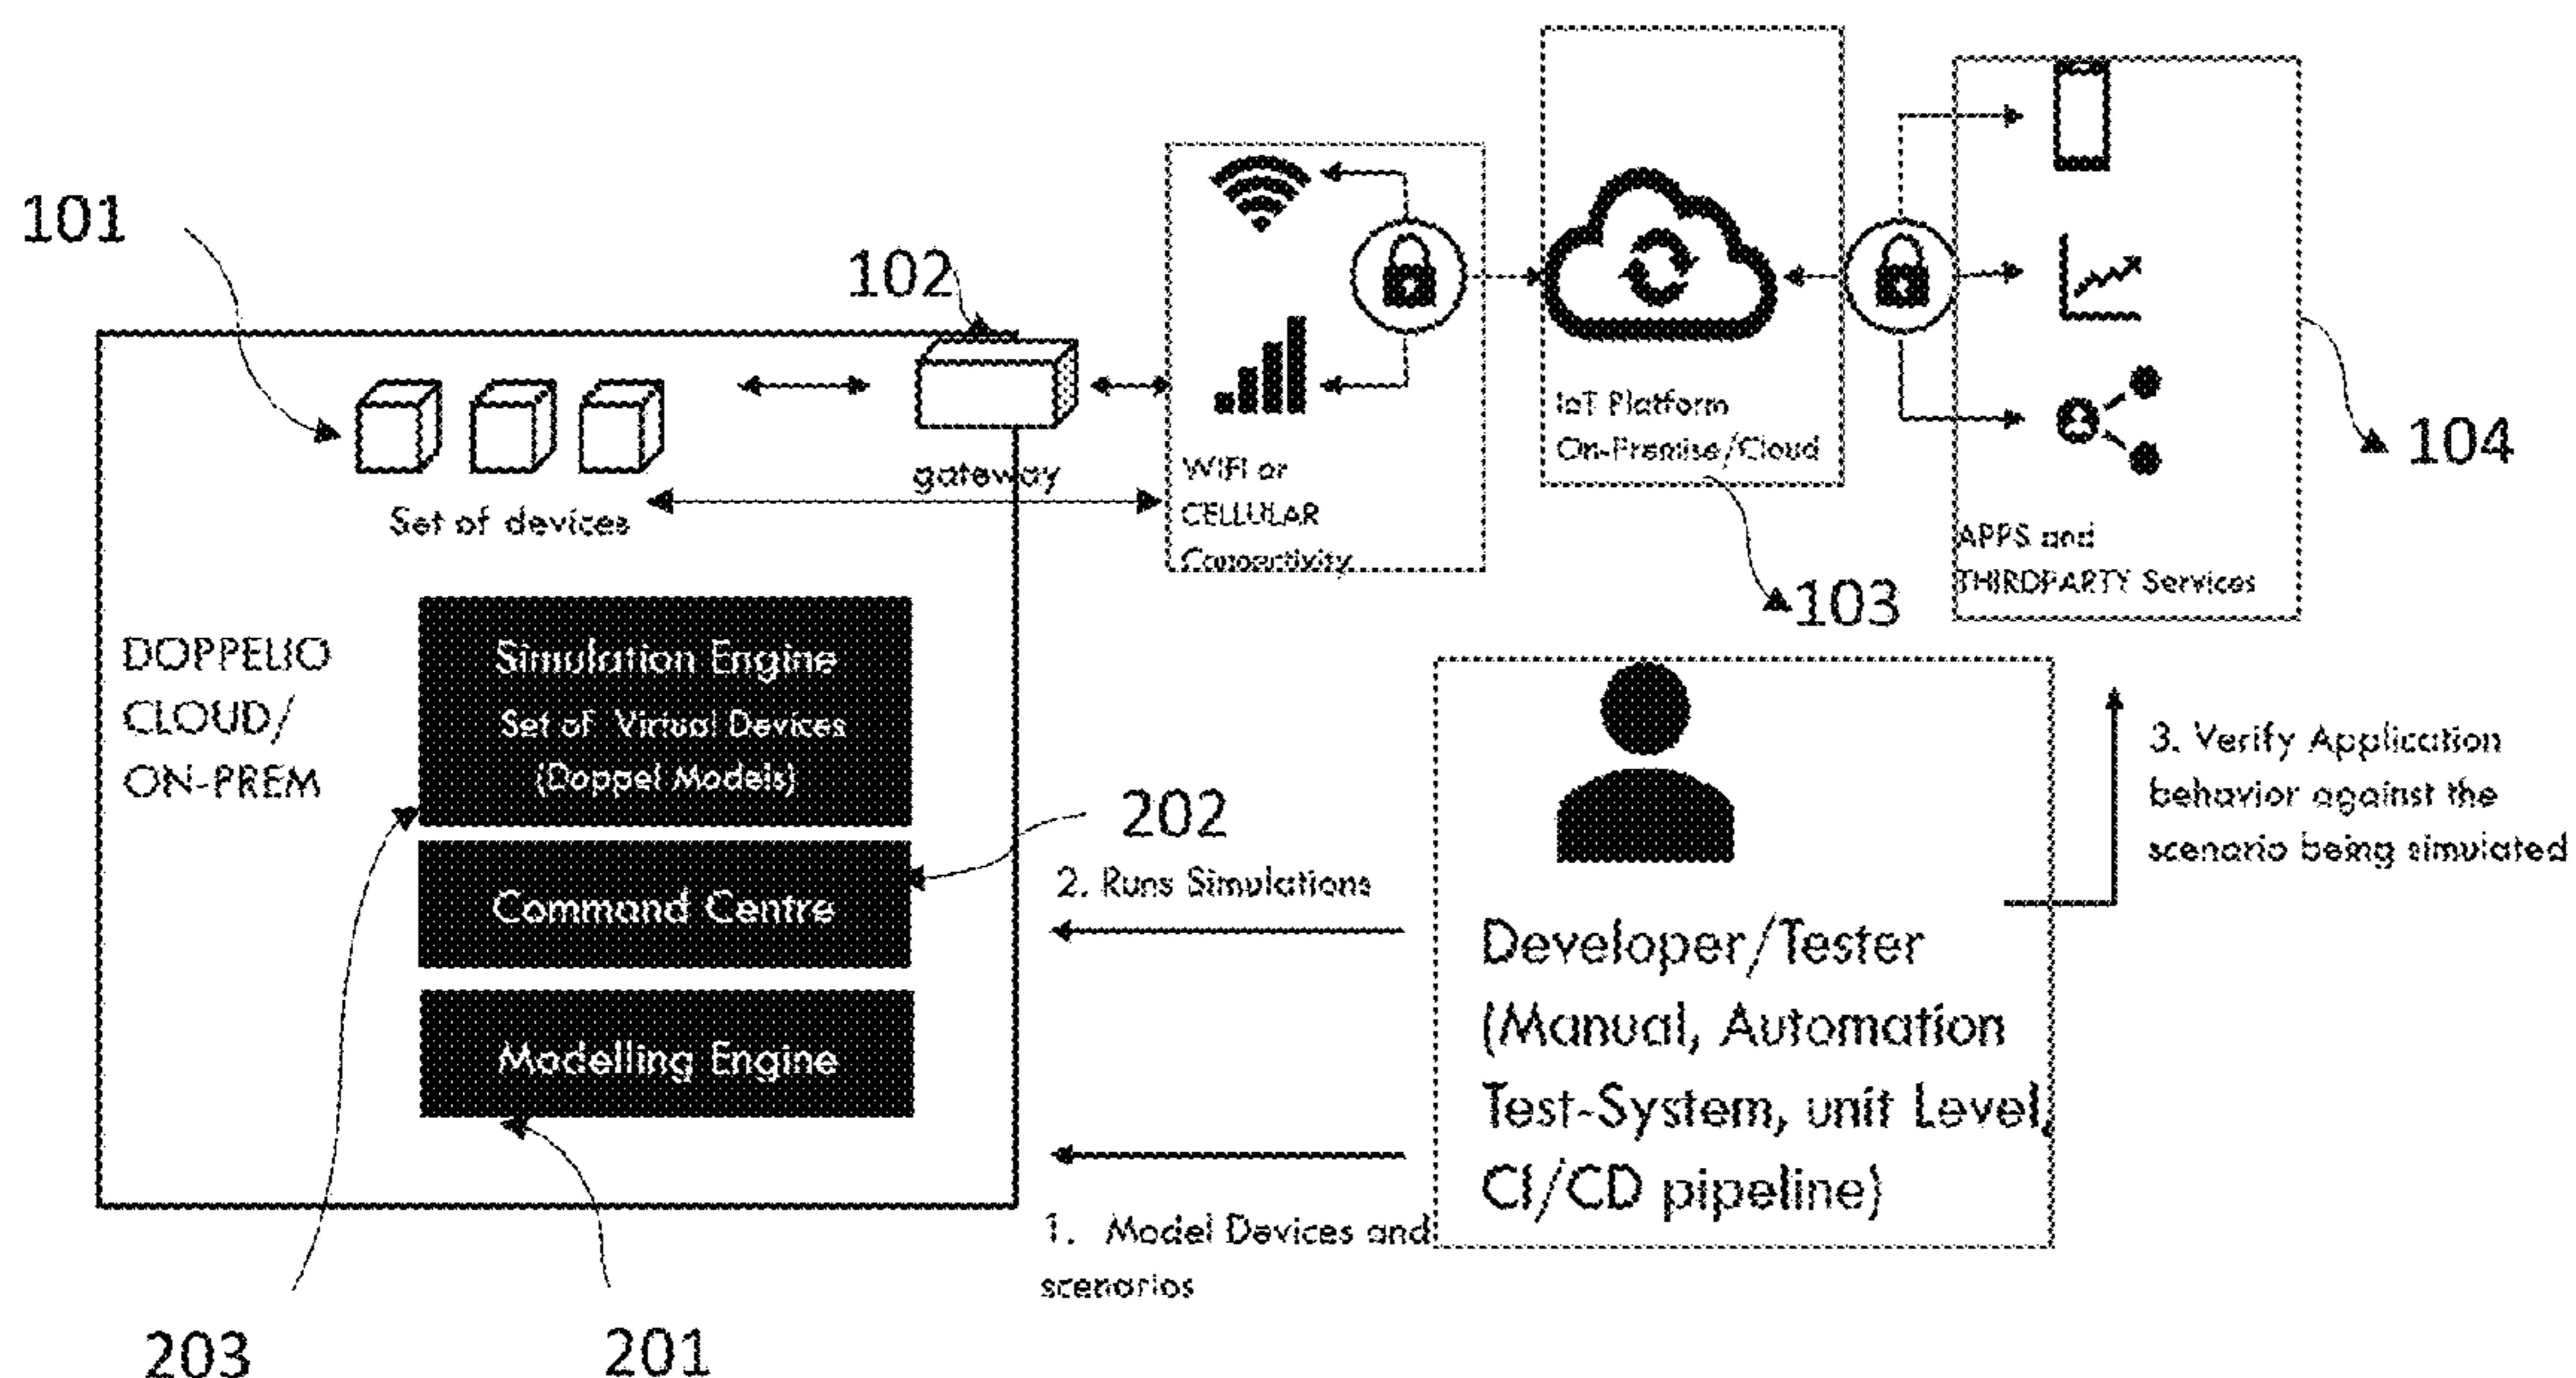 101
102
gateway
Set of devices
DOPPELIO
CLOUD/
ON-PREM
Simulation Engine
Set of Virtual Devices
(Doppel Models)
Command Centre
Modelling Engine
203
201
202
WIFI or
CELLULAR
Connectivity
IoT Platform
On-Premise/Cloud
103
APPS and
THIRDPARTY Services
104
2. Runs Simulations
1. Model Devices and
scenarios
Developer/Tester
(Manual, Automation
Test-System, unit Level,
CI/CD pipeline)
3. Verify Application
behavior against the
scenario being simulated